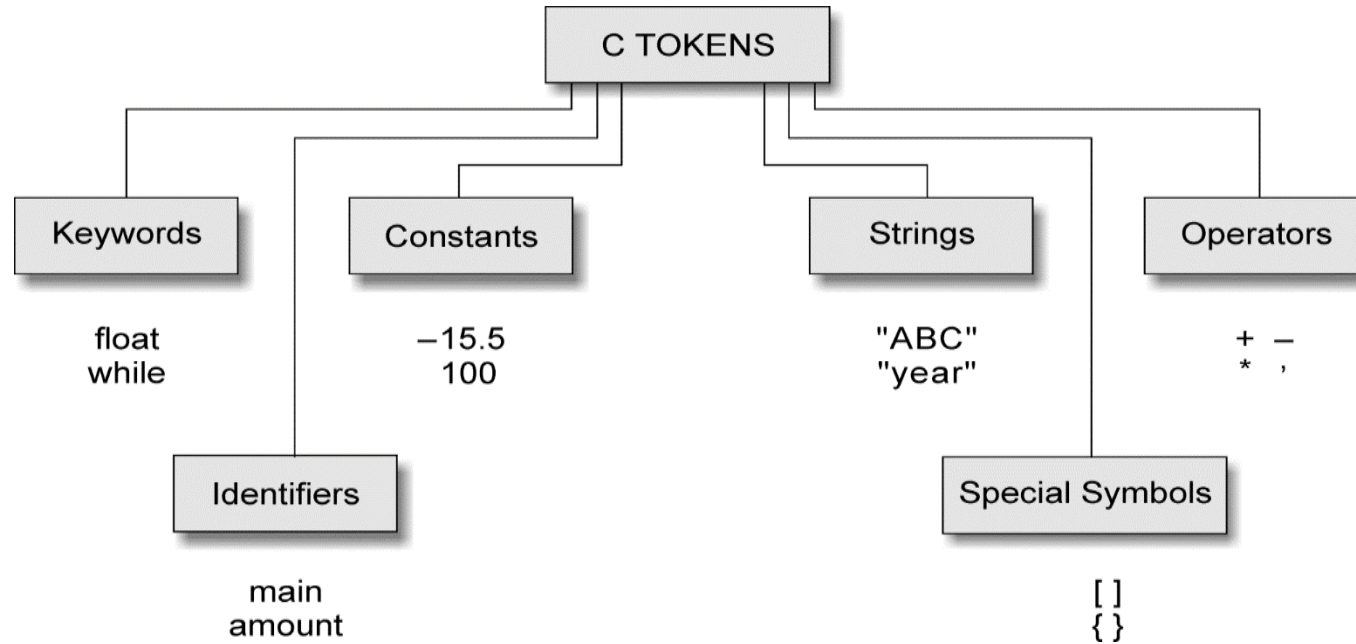 C TOKENS
Keywords
Constants
Strings
Operators
float
while
–15.5
100
"ABC"
"year"
+ –
* ,
Identifiers
Special Symbols
main
amount
[ ]
{ }